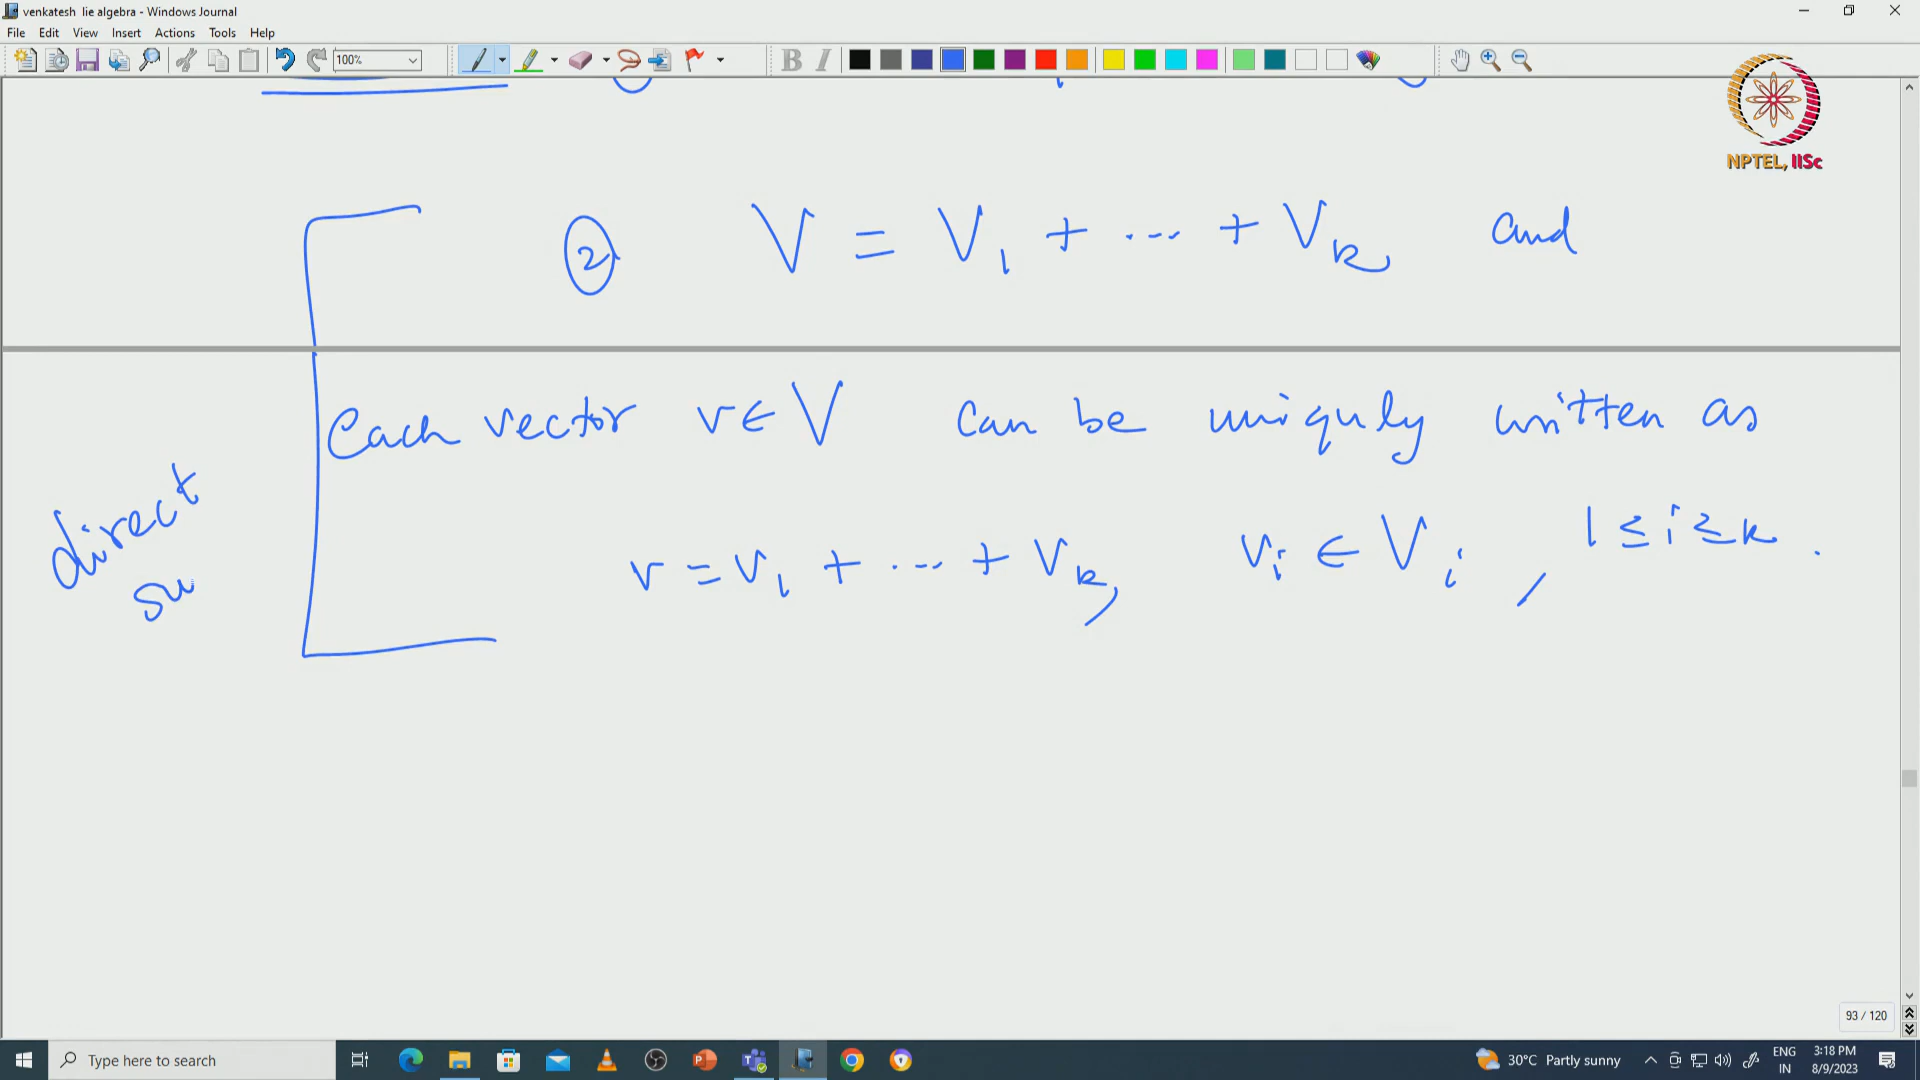 venkatesh lie algebra - Windows Journal
File Edit View Insert Actions Tools Help
100%
B I
NPTEL, IISc
② V = V₁ + ... + Vₖ and
Each vector v ∈ V can be uniquly written as
v = v₁ + ... + vₖ, vᵢ ∈ Vᵢ, 1 ≤ i ≥ k.
direct
su
93 / 120
Type here to search
30°C Partly sunny
ENG
IN
3:18 PM
8/9/2023